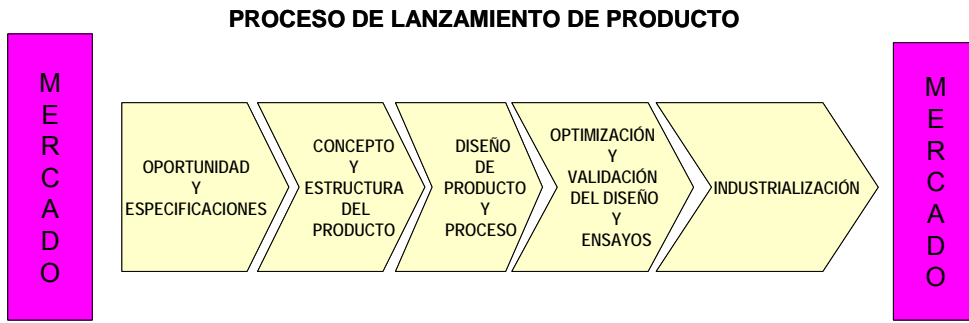 PROCESO DE LANZAMIENTO DE PRODUCTO
M
E
R
C
A
D
O
OPORTUNIDAD
Y
ESPECIFICACIONES
CONCEPTO
Y
ESTRUCTURA
DEL
PRODUCTO
DISEÑO
DE
PRODUCTO
Y
PROCESO
OPTIMIZACIÓN
Y
VALIDACIÓN
DEL DISEÑO
Y
ENSAYOS
INDUSTRIALIZACIÓN
M
E
R
C
A
D
O